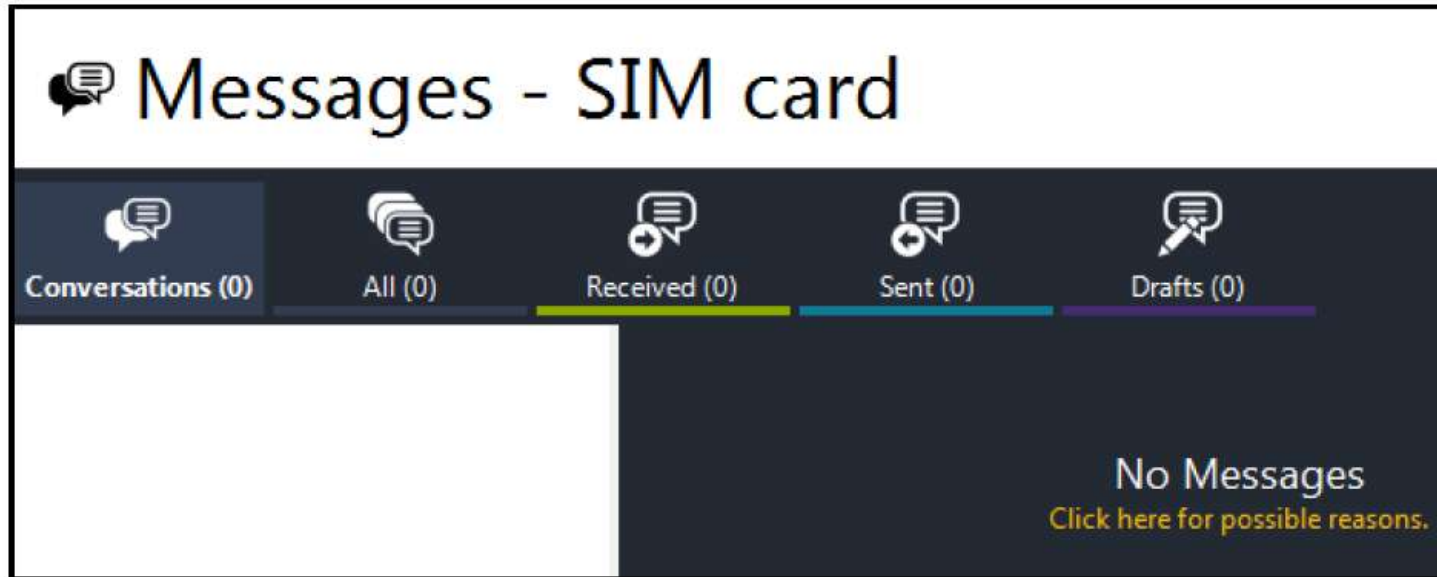 Messages - SIM card
Conversations (0) All (0) Received (0) Sent (0) Drafts (0)
No Messages
Click here for possible reasons.